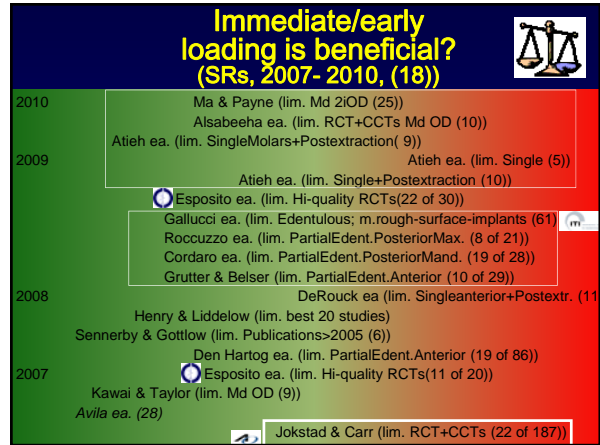 Immediate/early
loading is beneficial?
(SRs, 2007- 2010, (18))
2010 Ma & Payne (lim. Md 2iOD (25))
Alsabeeha ea. (lim. RCT+CCTs Md OD (10))
Atieh ea. (lim. SingleMolars+Postextraction( 9))
2009 Atieh ea. (lim. Single (5))
Atieh ea. (lim. Single+Postextraction (10))
Esposito ea. (lim. Hi-quality RCTs(22 of 30))
Gallucci ea. (lim. Edentulous; m.rough-surface-implants (61)
Roccuzzo ea. (lim. PartialEdent.PosteriorMax. (8 of 21))
Cordaro ea. (lim. PartialEdent.PosteriorMand. (19 of 28))
Grutter & Belser (lim. PartialEdent.Anterior (10 of 29))
2008 DeRouck ea (lim. Singleanterior+Postextr. (11
Henry & Liddelow (lim. best 20 studies)
Sennerby & Gottlow (lim. Publications>2005 (6))
Den Hartog ea. (lim. PartialEdent.Anterior (19 of 86))
2007 Esposito ea. (lim. Hi-quality RCTs(11 of 20))
Kawai & Taylor (lim. Md OD (9))
Avila ea. (28)
Jokstad & Carr (lim. RCT+CCTs (22 of 187))